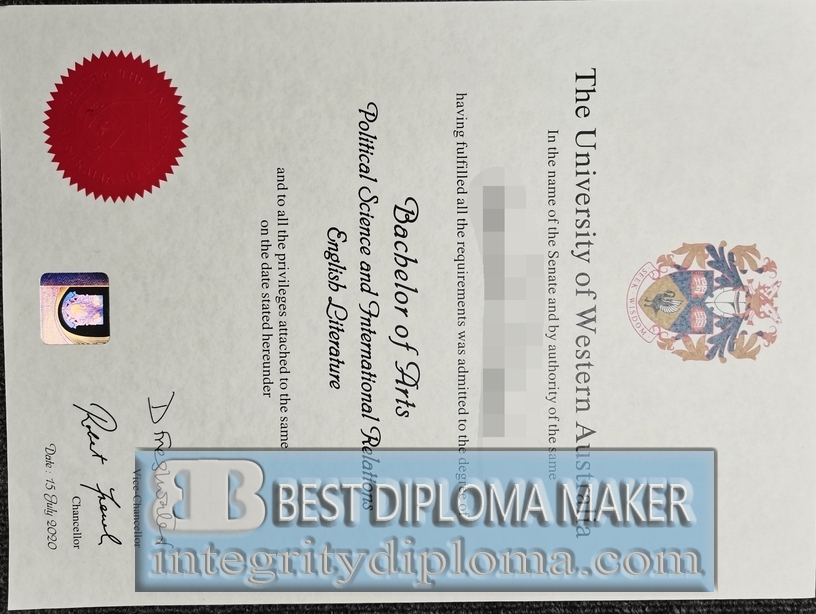 SEEK WISDOM
The University of Western Australia
In the name of the Senate and by authority of the same
having fulfilled all the requirements was admitted to the degree of
Bachelor of Arts
Political Science and International Relations
English Literature
and to all the privileges attached to the same
on the date stated hereunder
Vice-Chancellor
Robert French
Chancellor
Date: 15 July 2020
B BEST DIPLOMA MAKER
integritydiploma.com